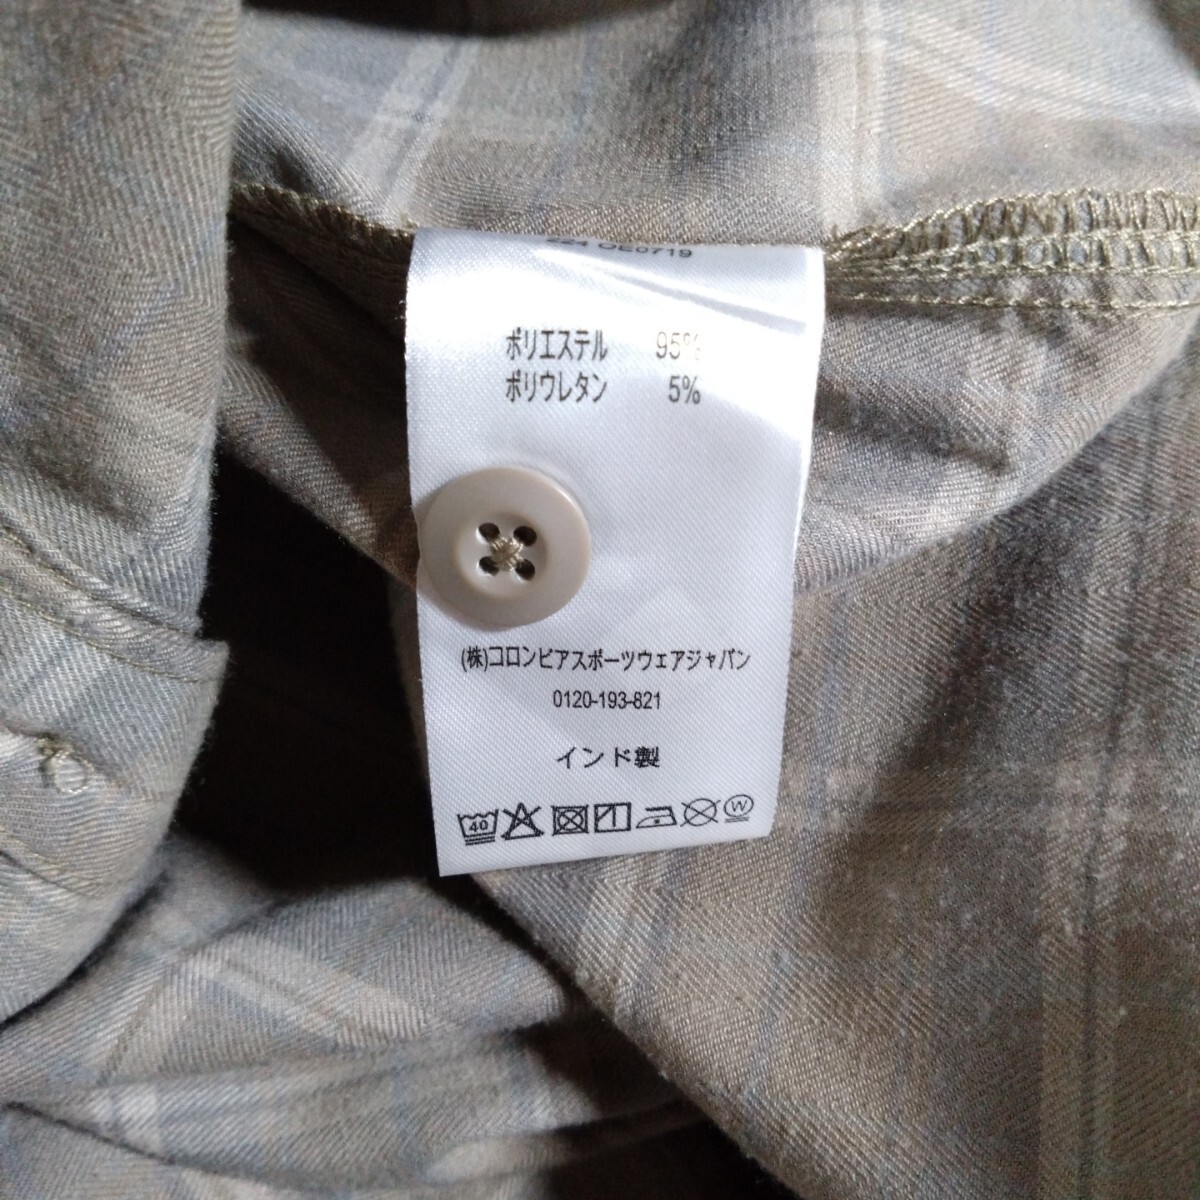 ポリエステル 95%
ポリウレタン 5%
(株)コロンビアスポーツウェアジャパン
0120-193-821
インド製
40 W